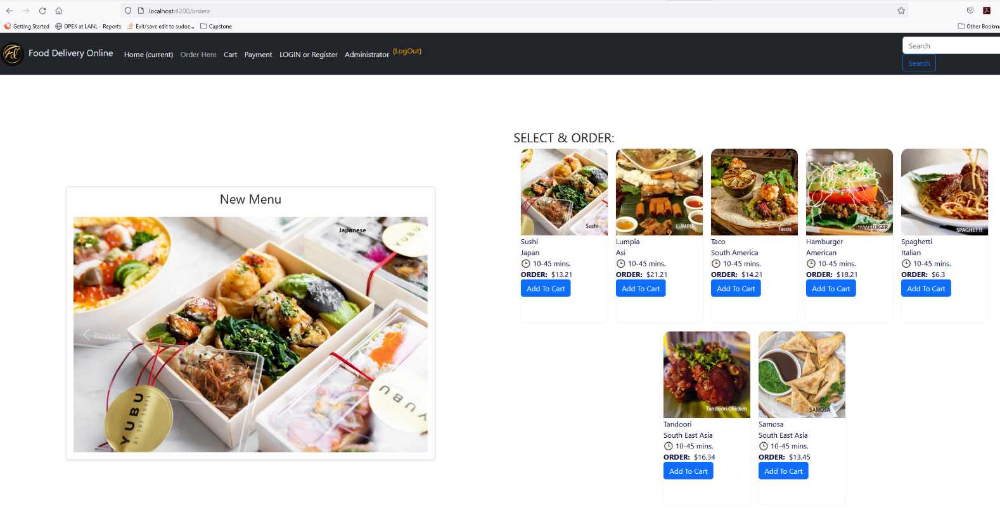 localhost:4200/orders
Getting Started OPEX at LANL - Reports Exit/save edit to sudoe... Capstone Other Bookma
Food Delivery Online Home (current) Order Here Cart Payment LOGIN or Register Administrator (LogOut) Search
Search
SELECT & ORDER:
New Menu
Japanese
YUBU
Previous
YUBU
YUBU
Sushi
Sushi
Japan
10-45 mins.
ORDER: $13.21
Add To Cart
LUMPIA
Lumpia
Asi
10-45 mins.
ORDER: $21.21
Add To Cart
Tacos
Taco
South America
10-45 mins.
ORDER: $14.21
Add To Cart
HAMBURGER
Hamburger
American
10-45 mins.
ORDER: $18.21
Add To Cart
SPAGHETTI
Spaghetti
Italian
10-45 mins.
ORDER: $6.3
Add To Cart
Tandoori Chicken
Tandoori
South East Asia
10-45 mins.
ORDER: $16.34
Add To Cart
SAMOSA
Samosa
South East Asia
10-45 mins.
ORDER: $13.45
Add To Cart